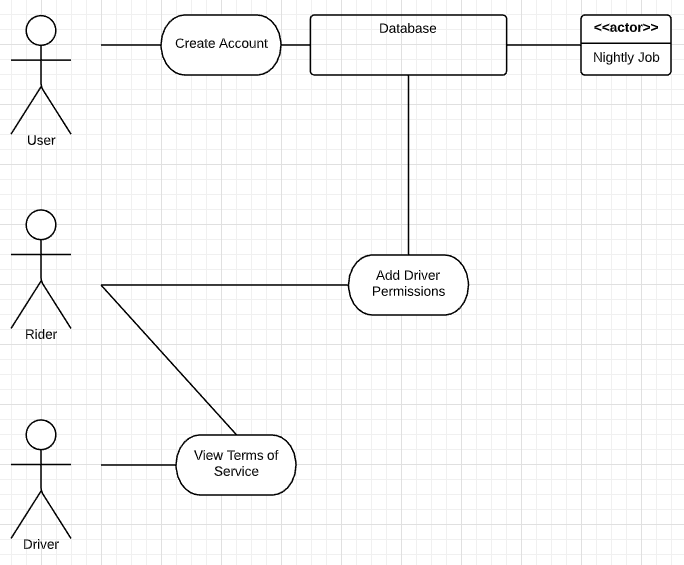 Create Account
Database
<<actor>>
Nightly Job
User
Add Driver
Permissions
Rider
View Terms of
Service
Driver